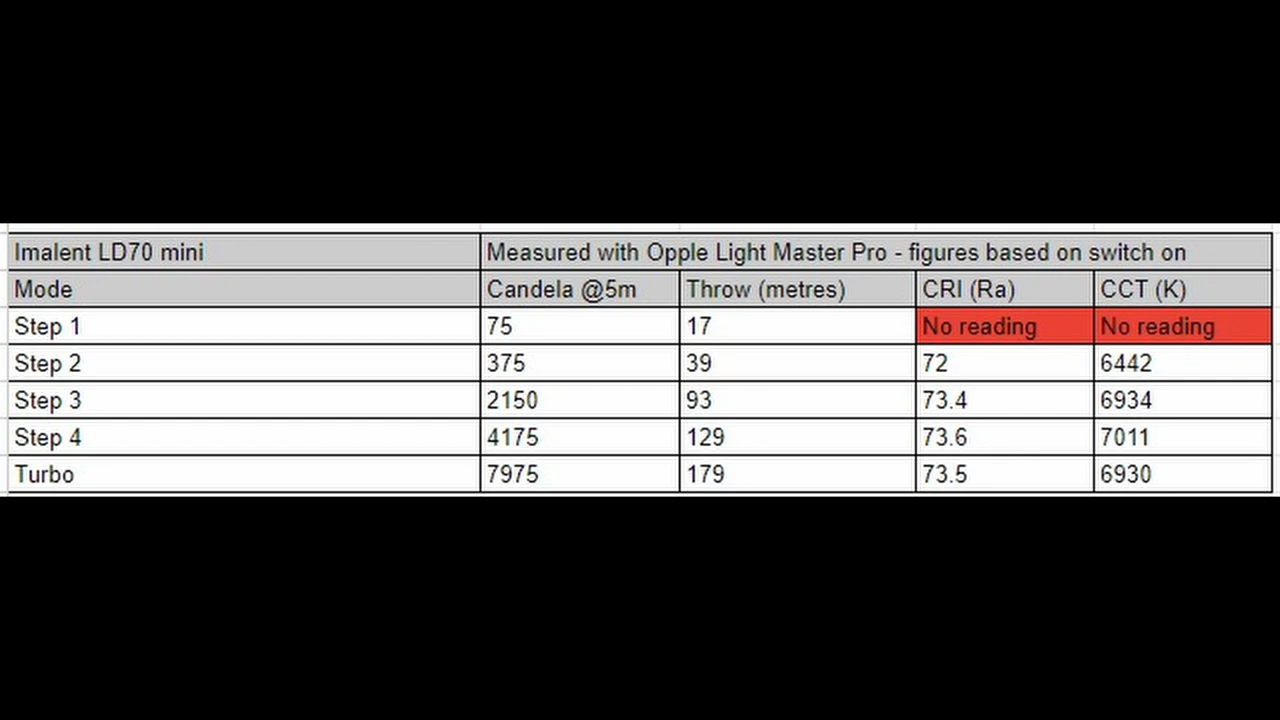 Imalent LD70 mini Measured with Opple Light Master Pro - figures based on switch on
Mode Candela @5m Throw (metres) CRI (Ra) CCT (K)
Step 1 75 17 No reading No reading
Step 2 375 39 72 6442
Step 3 2150 93 73.4 6934
Step 4 4175 129 73.6 7011
Turbo 7975 179 73.5 6930